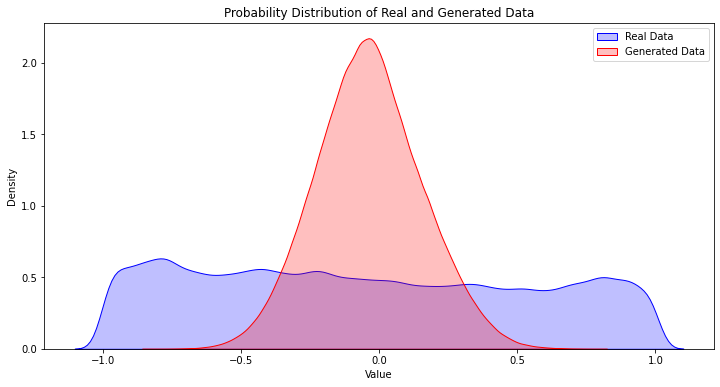 Probability Distribution of Real and Generated Data
Real Data
Generated Data
2.0
1.5
1.0
0.5
0.0
Density
−1.0 −0.5 0.0 0.5 1.0
Value